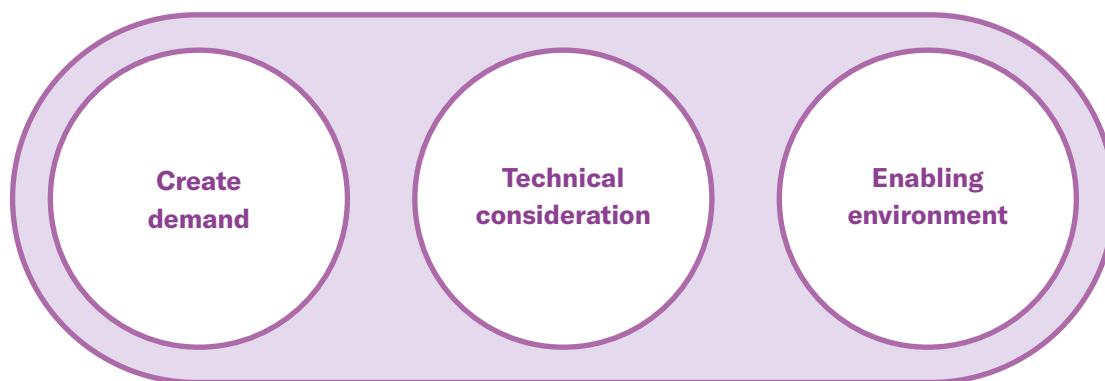 Create
demand
Technical
consideration
Enabling
environment